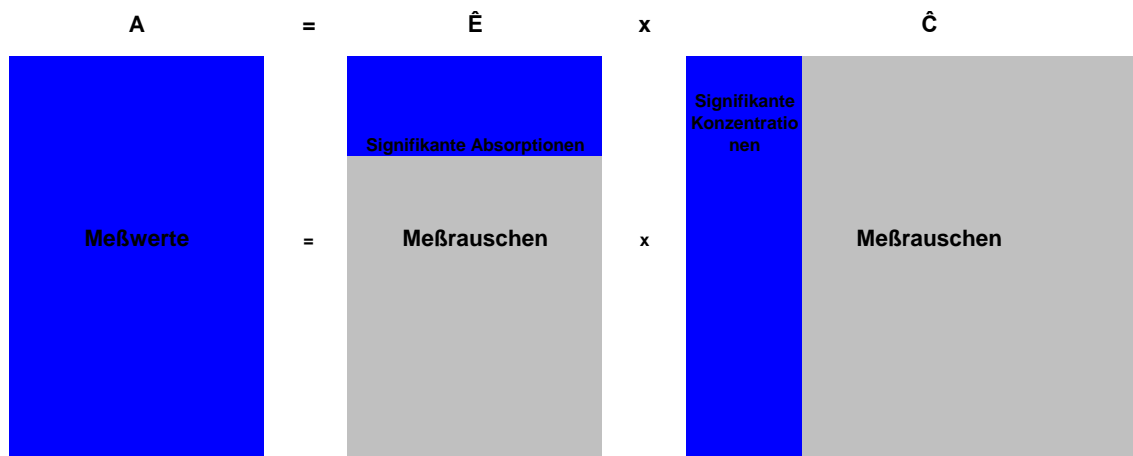 A = Ê x Ĉ
Signifikante
Konzentratio
nen
Signifikante Absorptionen
Meßwerte = Meßrauschen x Meßrauschen